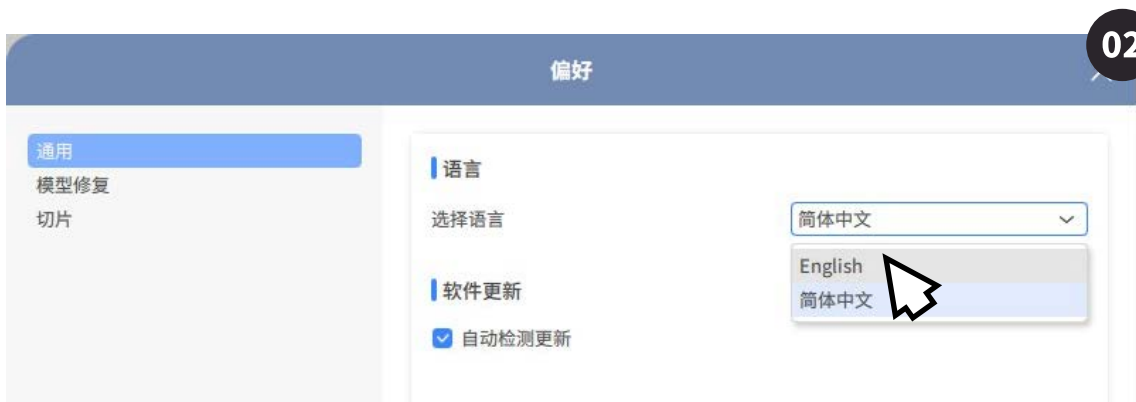 02
偏好
通用
模型修复
切片
语言
选择语言
简体中文
English
简体中文
软件更新
自动检测更新